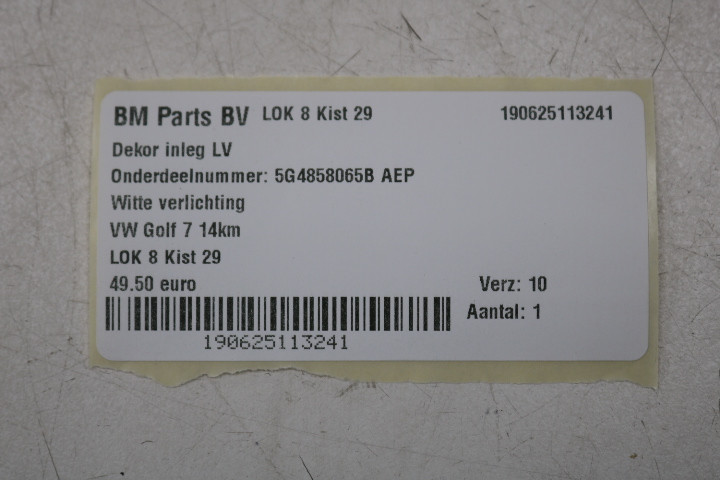 BM Parts BV LOK 8 Kist 29 190625113241
Dekor inleg LV
Onderdeelnummer: 5G4858065B AEP
Witte verlichting
VW Golf 7 14km
LOK 8 Kist 29
49.50 euro Verz: 10
Aantal: 1
190625113241